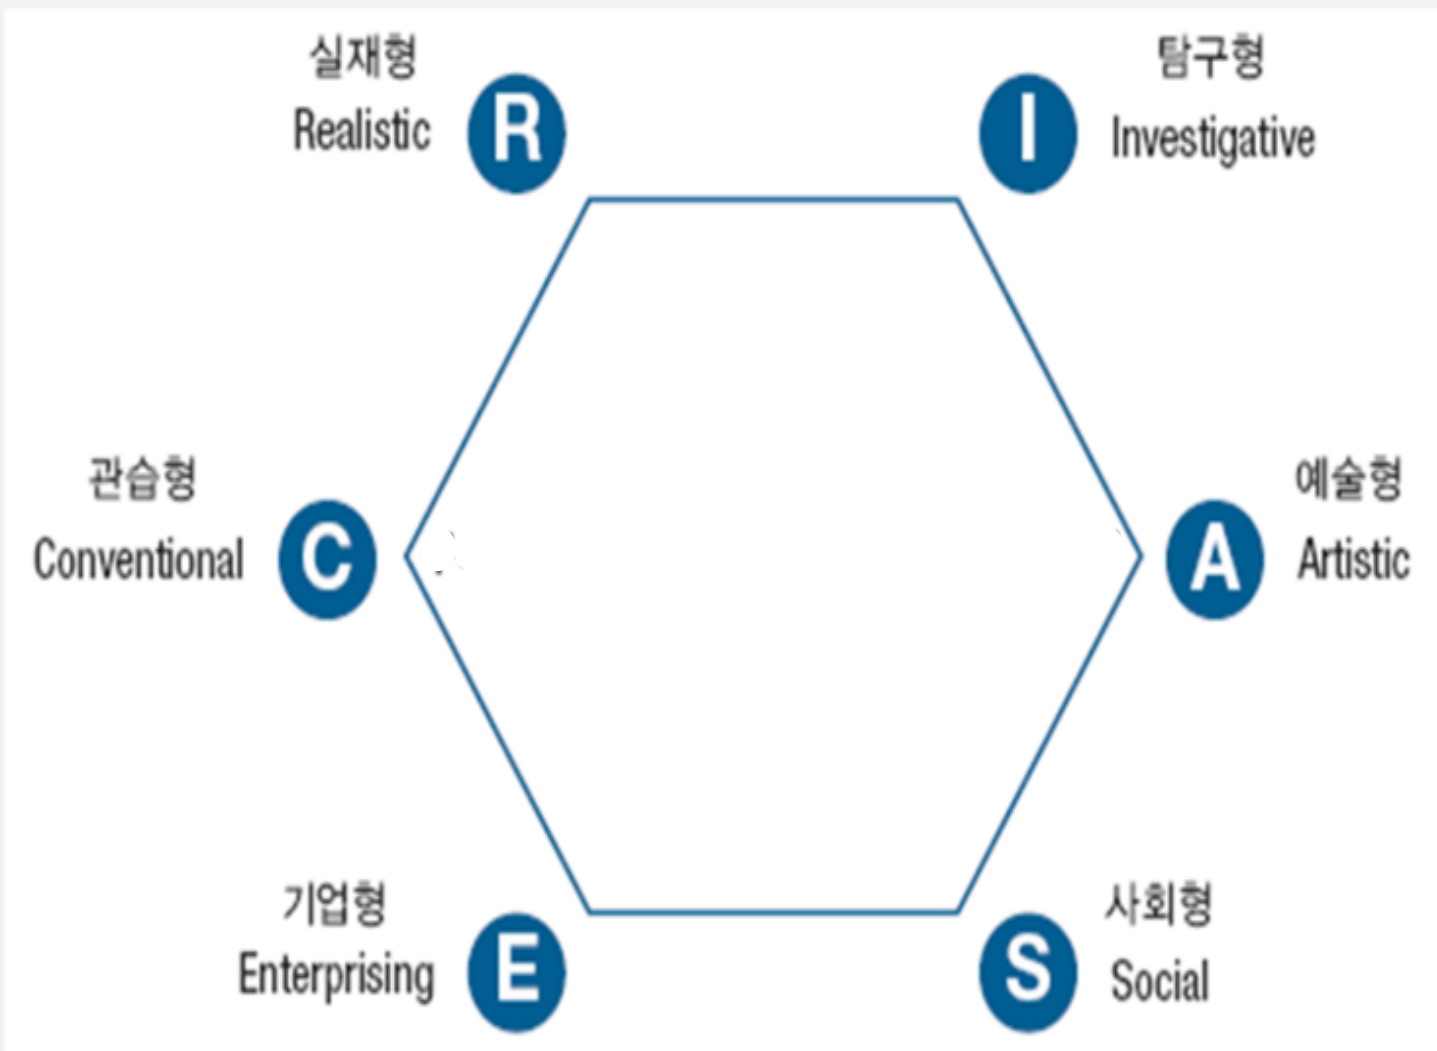 실재형
Realistic
R
탐구형
I
Investigative
관습형
Conventional
C
예술형
A
Artistic
기업형
Enterprising
E
사회형
S
Social